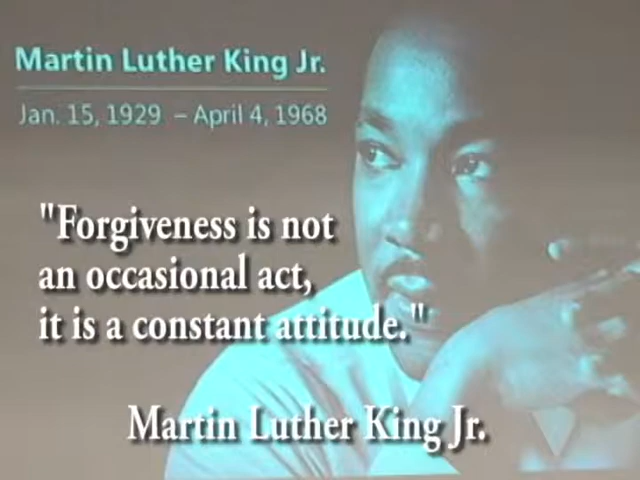 Martin Luther King Jr.
Jan. 15, 1929 – April 4, 1968
"Forgiveness is not
an occasional act,
it is a constant attitude."
Martin Luther King Jr.